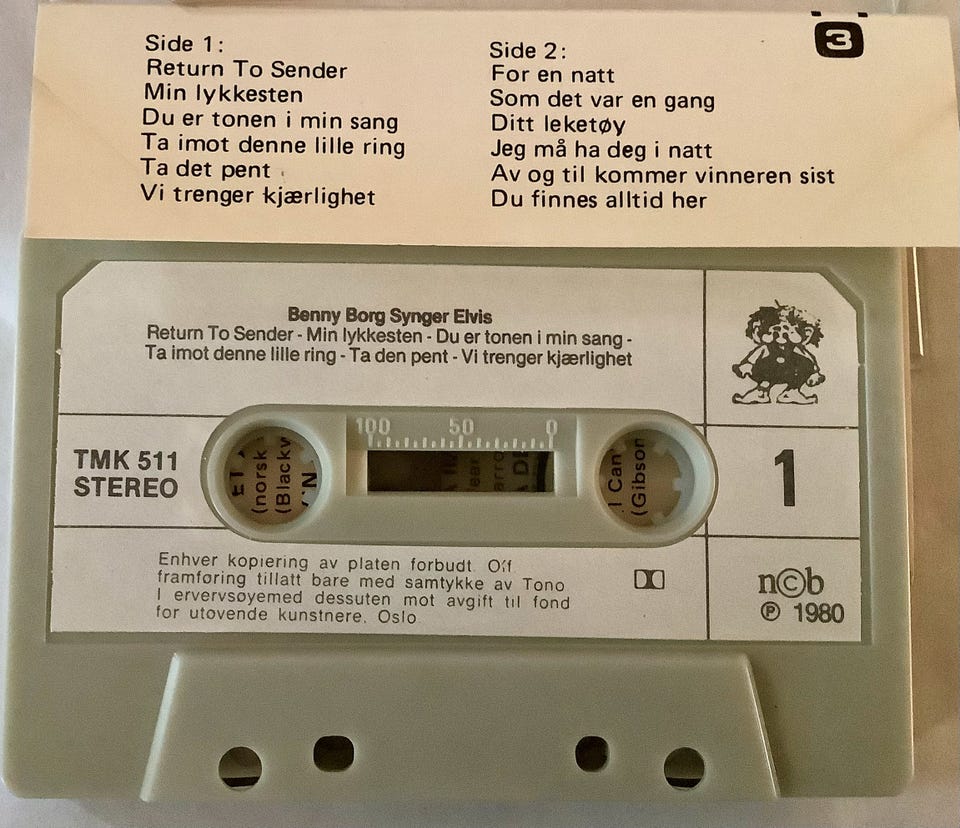 3
Side 1:
Return To Sender
Min lykkesten
Du er tonen i min sang
Ta imot denne lille ring
Ta det pent
Vi trenger kjærlighet
Side 2:
For en natt
Som det var en gang
Ditt leketøy
Jeg må ha deg i natt
Av og til kommer vinneren sist
Du finnes alltid her
Benny Borg Synger Elvis
Return To Sender - Min lykkesten - Du er tonen i min sang -
Ta imot denne lille ring - Ta den pent - Vi trenger kjærlighet
TMK 511
STEREO
100 50 0
(norsk
(Blackw
I Can
(Gibson
1
Enhver kopiering av platen forbudt. Off.
framføring tillatt bare med samtykke av Tono
I ervervsøyemed dessuten mot avgift til fond
for utovende kunstnere, Oslo
n©b
℗ 1980